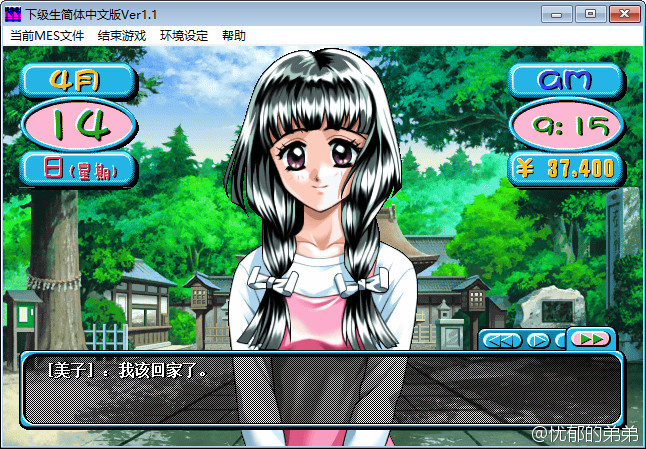 下级生简体中文版Ver1.1
当前MES文件 结束游戏 环境设定 帮助
4月
14
日(星期)
am
9:15
¥ 37,400
[美子]：我该回家了。
@忧郁的弟弟